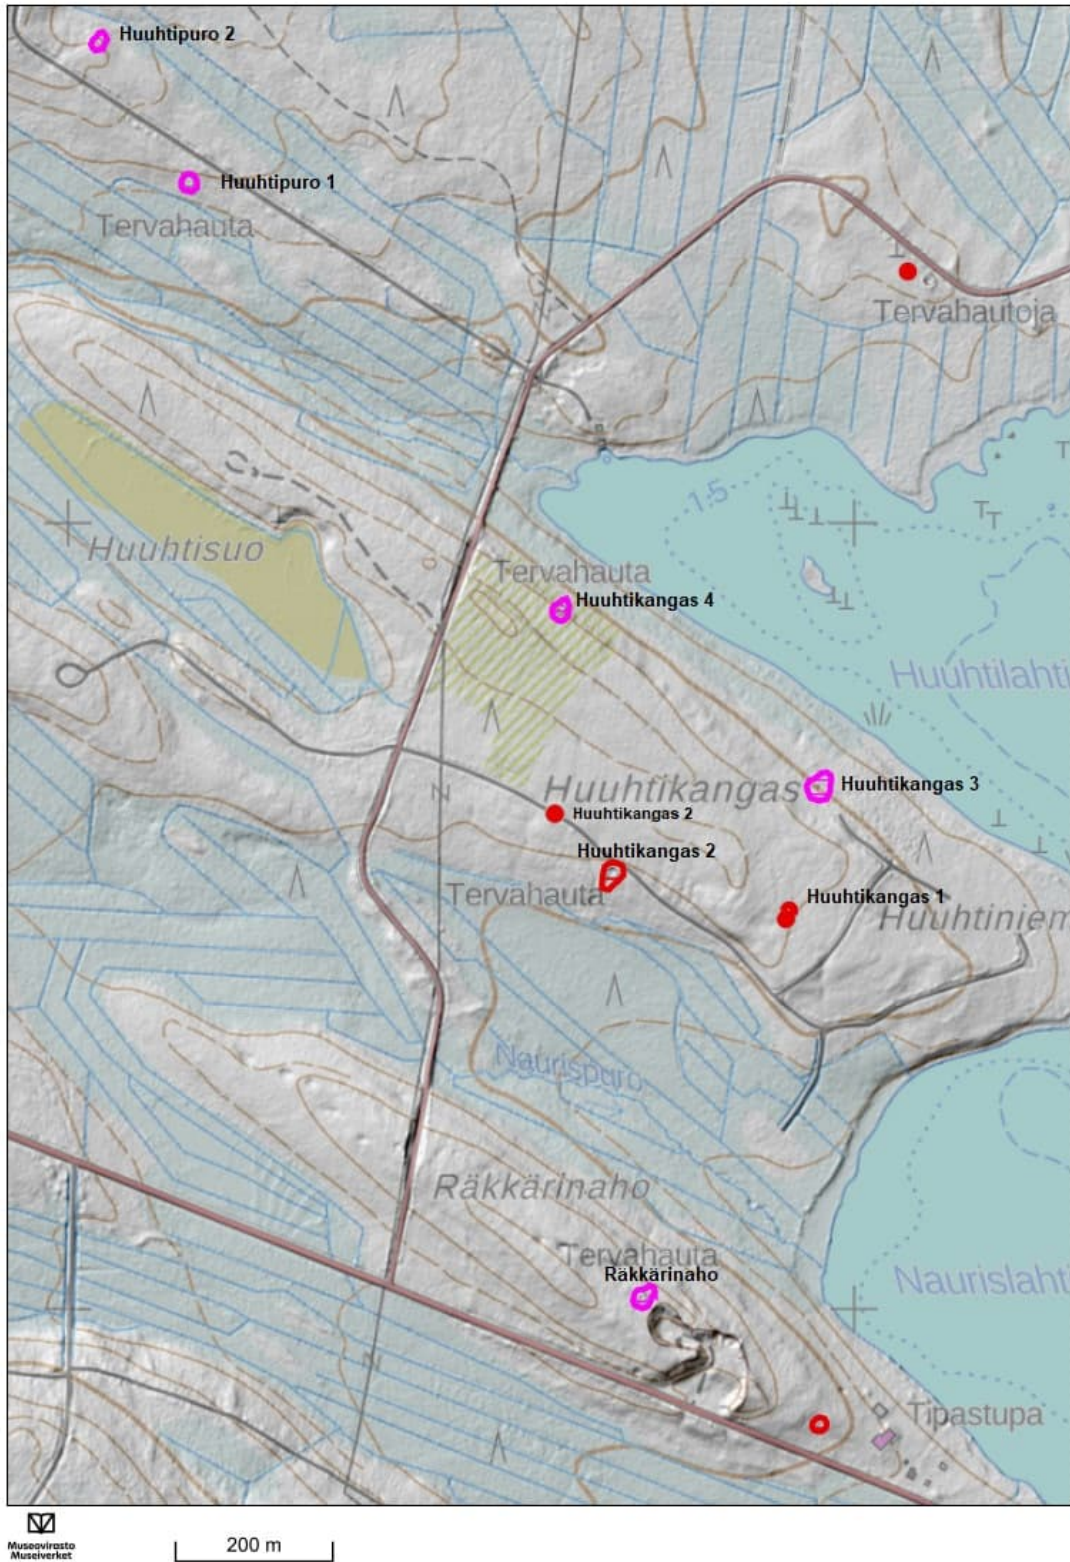 Huuhtipuro 2
Huuhtipuro 1
Tervahauta
Tervahautoja
1.5
Huuhtisuo
Tervahauta
Huuhtikangas 4
Huuhtilahti
Huuhtikangas
Huuhtikangas 3
Huuhtikangas 2
Huuhtikangas 2
Tervahauta
Huuhtikangas 1
Huuhtiniem
Naurispuro
Räkkärinaho
Tervahauta
Räkkärinaho
Naurislaht
Tipastupa
Museovirasto
Museiverket
200 m